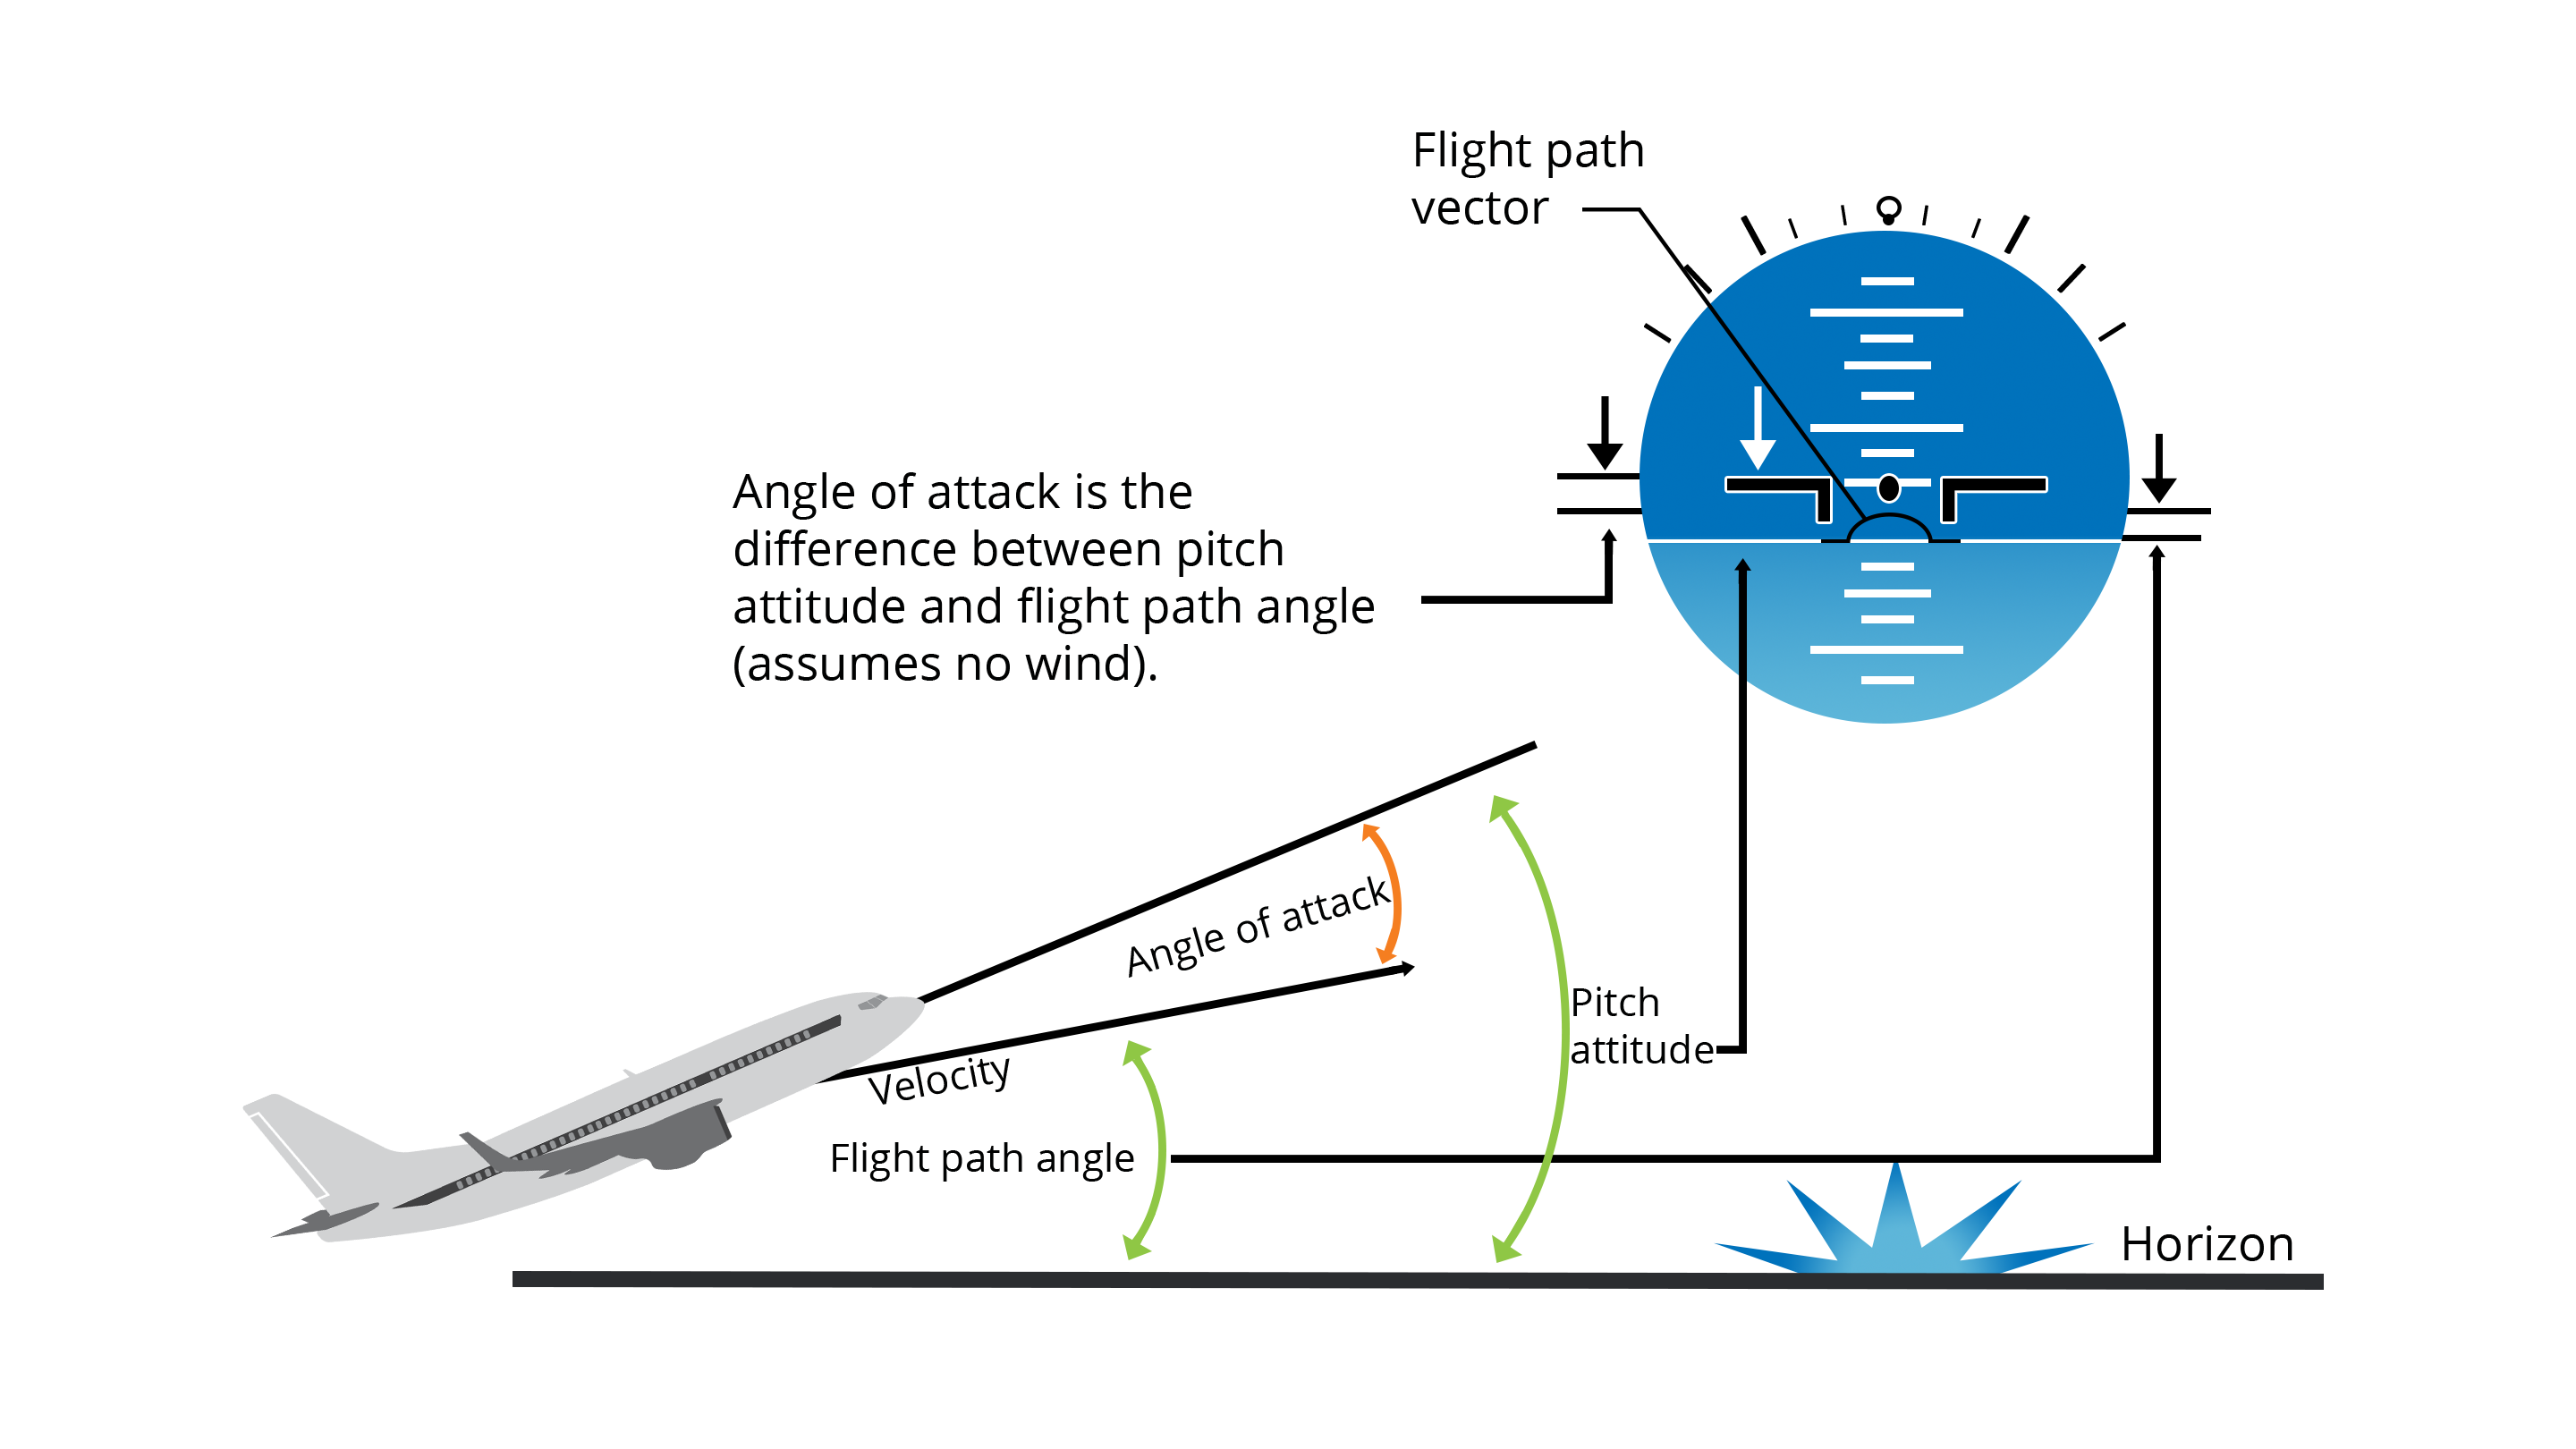 Flight path
vector
Angle of attack is the
difference between pitch
attitude and flight path angle
(assumes no wind).
Angle of attack
Pitch
attitude
Velocity
Flight path angle
Horizon